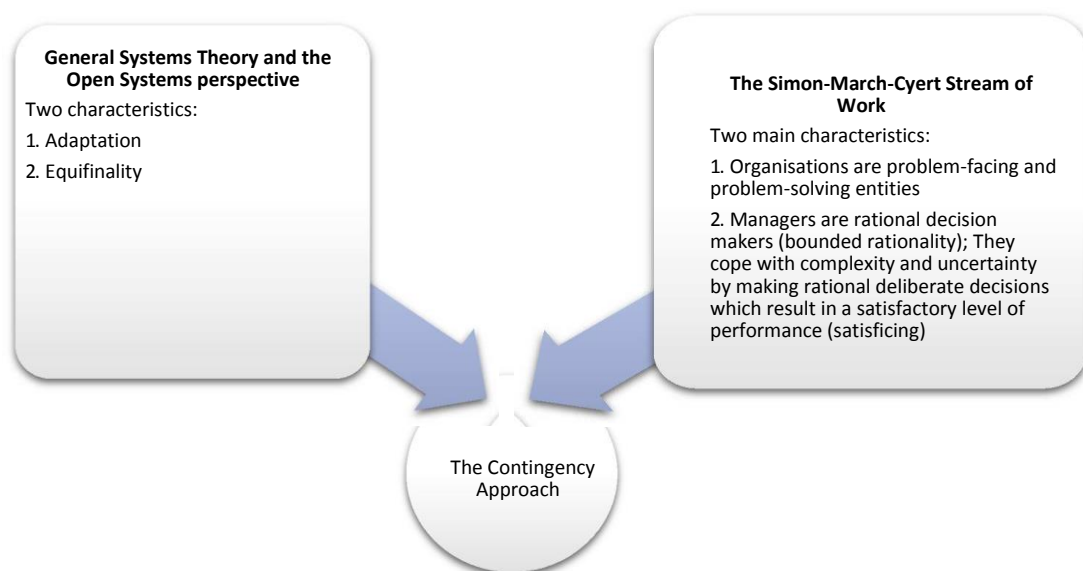 General Systems Theory and the
Open Systems perspective
Two characteristics:
1. Adaptation
2. Equifinality
The Simon-March-Cyert Stream of
Work
Two main characteristics:
1. Organisations are problem-facing and
problem-solving entities
2. Managers are rational decision
makers (bounded rationality); They
cope with complexity and uncertainty
by making rational deliberate decisions
which result in a satisfactory level of
performance (satisficing)
The Contingency
Approach